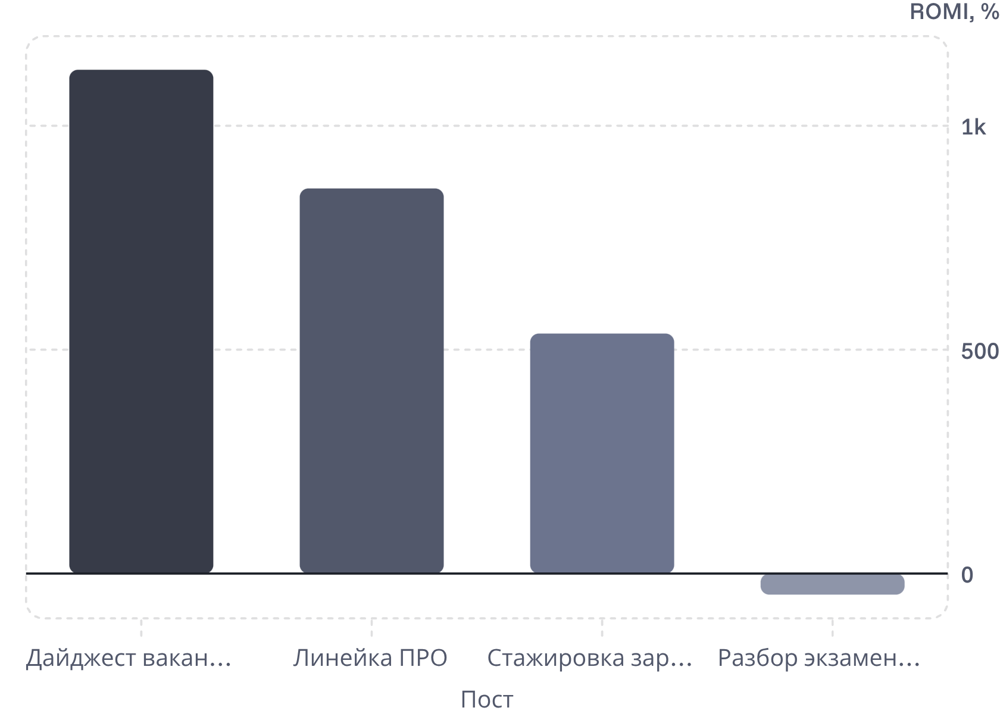 ROMI, %
1k
500
0
Дайджест вакан...
Линейка ПРО
Стажировка зар...
Разбор экзамен...
Пост